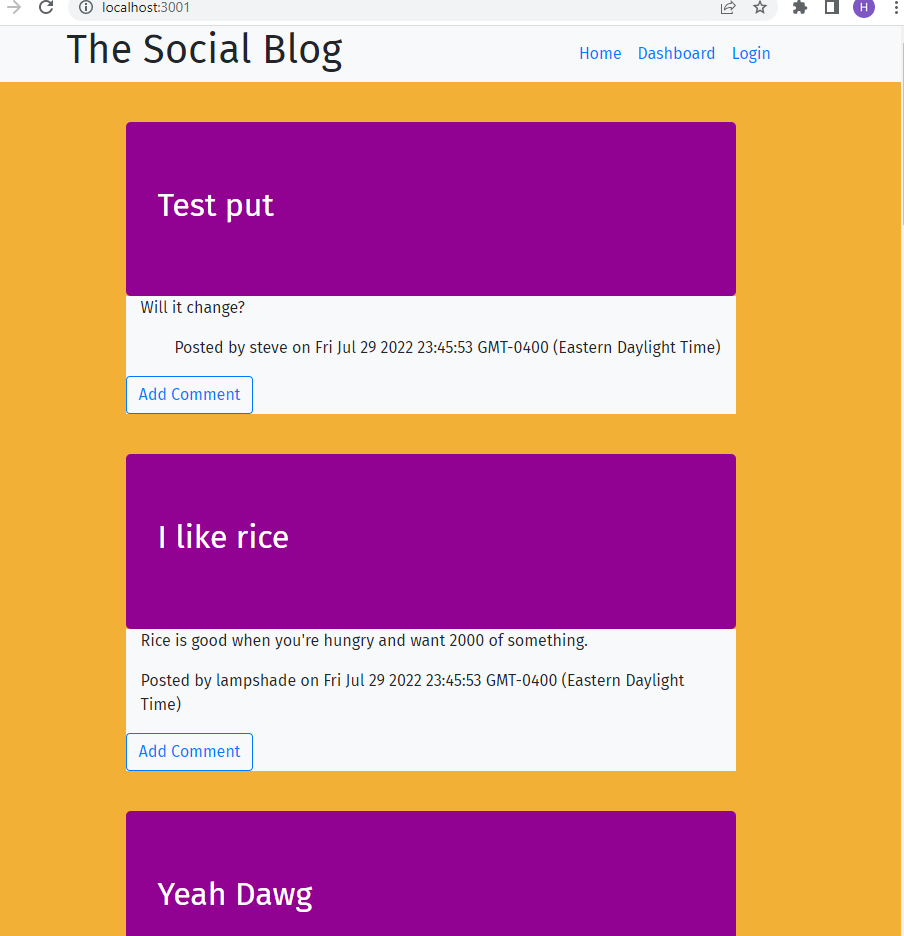 localhost:3001
H
The Social Blog
Home Dashboard Login
Test put
Will it change?
Posted by steve on Fri Jul 29 2022 23:45:53 GMT-0400 (Eastern Daylight Time)
Add Comment
I like rice
Rice is good when you're hungry and want 2000 of something.
Posted by lampshade on Fri Jul 29 2022 23:45:53 GMT-0400 (Eastern Daylight
Time)
Add Comment
Yeah Dawg